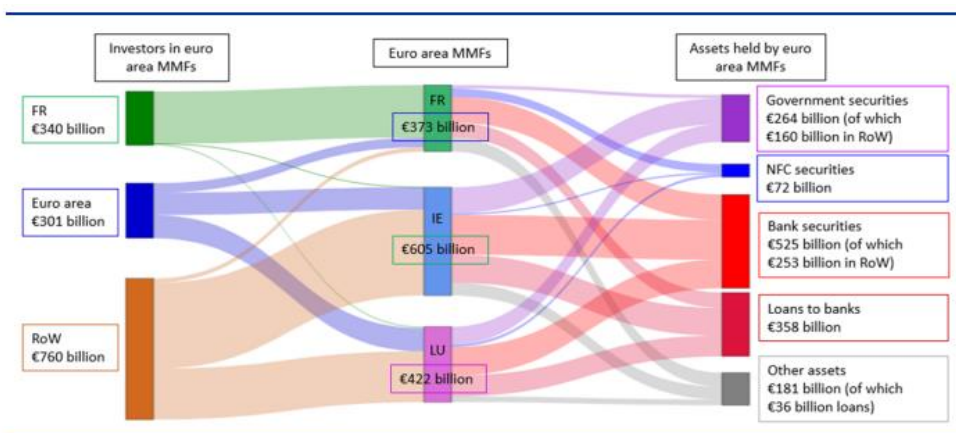 Investors in euro
area MMFs
Euro area MMFs
Assets held by euro
area MMFs
FR
€340 billion
Euro area
€301 billion
RoW
€760 billion
FR
€373 billion
IE
€605 billion
LU
€422 billion
Government securities
€264 billion (of which
€160 billion in RoW)
NFC securities
€72 billion
Bank securities
€525 billion (of which
€253 billion in RoW)
Loans to banks
€358 billion
Other assets
€181 billion (of which
€36 billion loans)